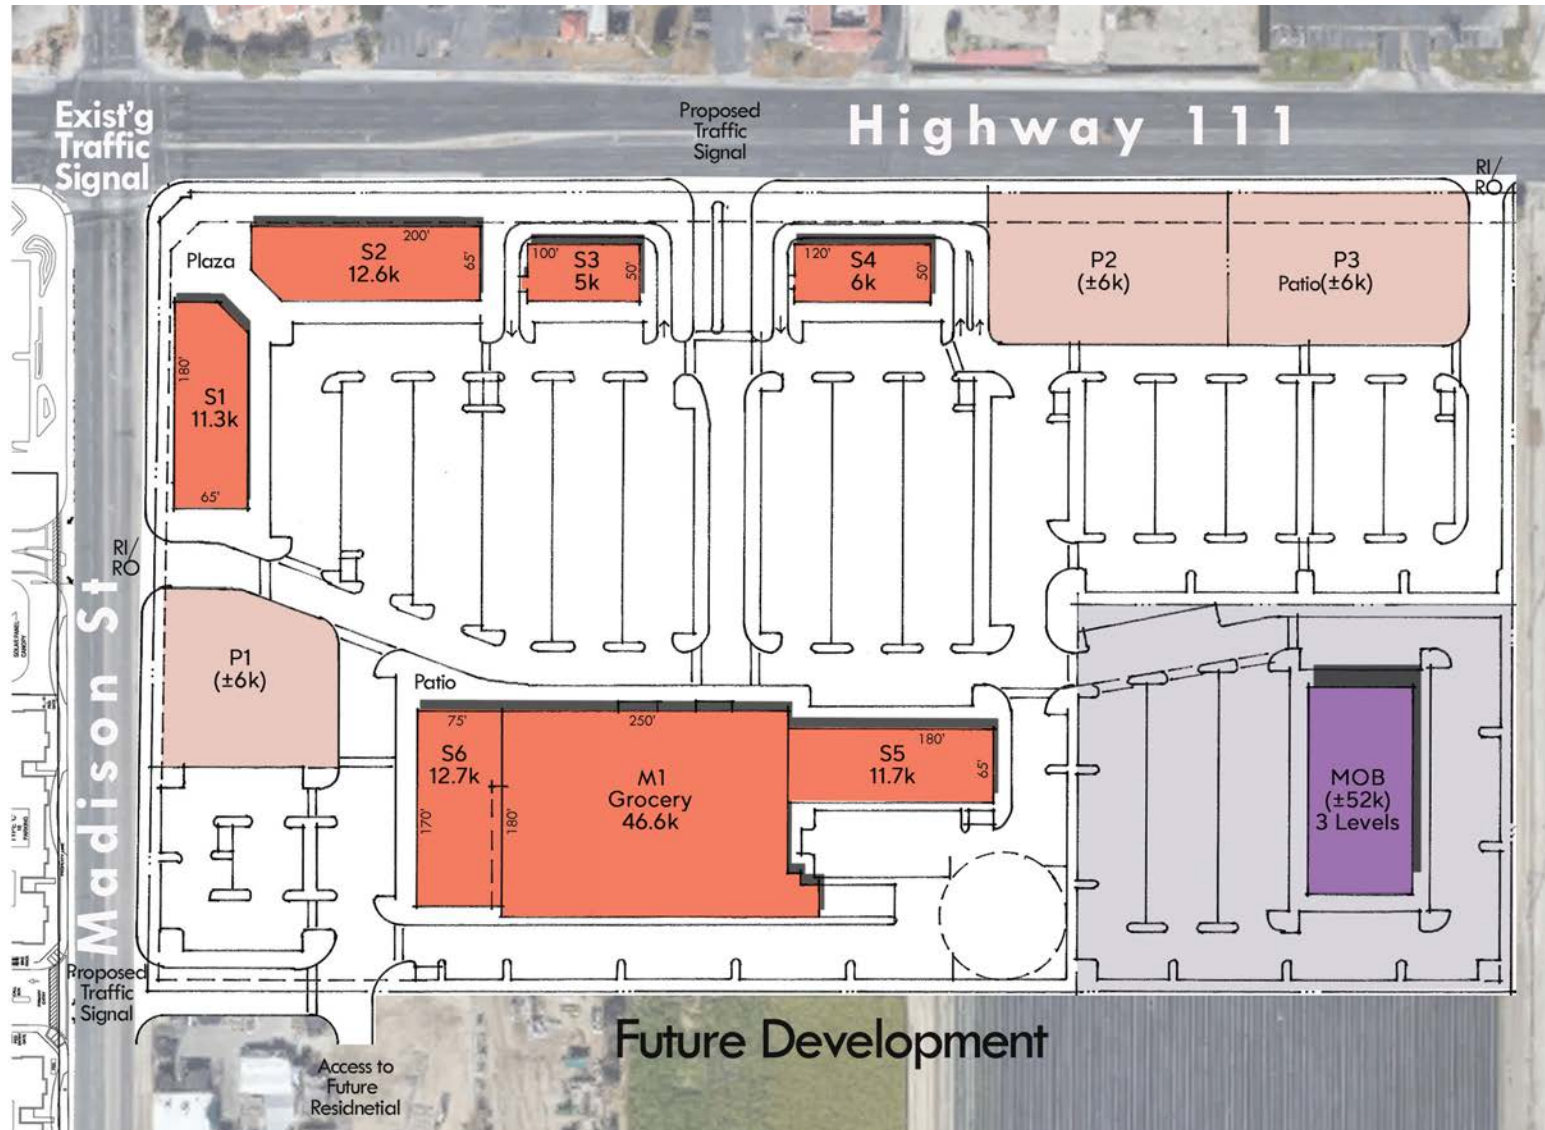 Exist'g
Traffic
Signal
Proposed
Traffic
Signal
Highway 111
RI/
RO
Plaza
200'
S2
12.6k
65'
100'
S3
5k
50'
120'
S4
6k
50'
P2
(±6k)
P3
Patio(±6k)
180'
S1
11.3k
65'
RI/
RO
Madison St
P1
(±6k)
Patio
75'
S6
12.7k
170'
250'
180'
M1
Grocery
46.6k
180'
S5
11.7k
65'
MOB
(±52k)
3 Levels
Proposed
Traffic
Signal
Future Development
Access to
Future
Residnetial
SOLAR PANEL
CANOPY